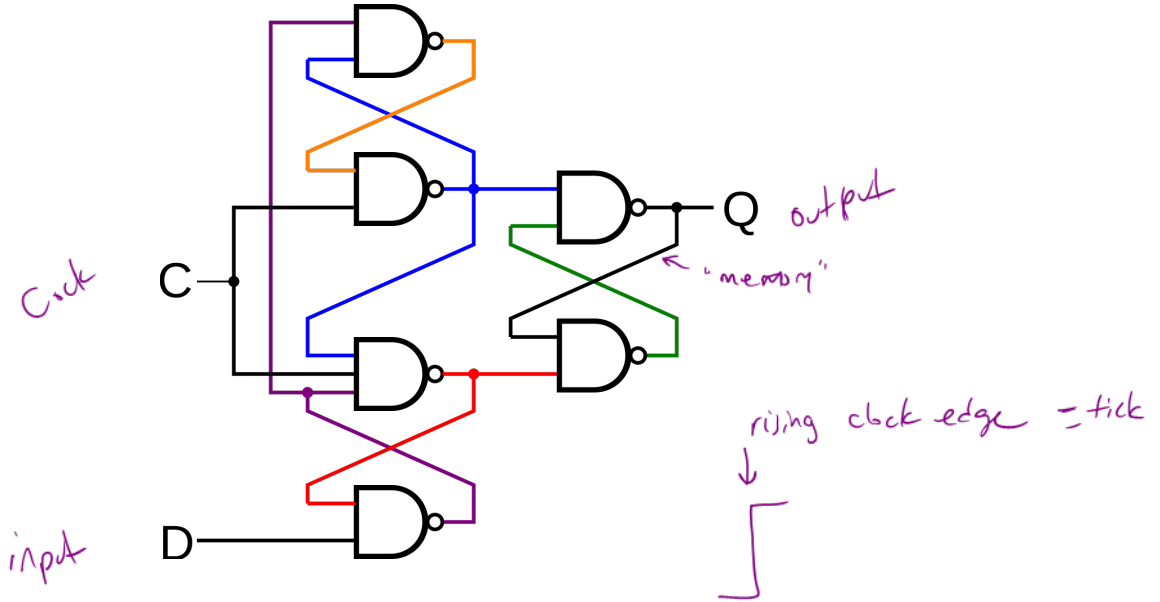 Q output
"memory"
C
Clock
rising clock edge = tick
D
input